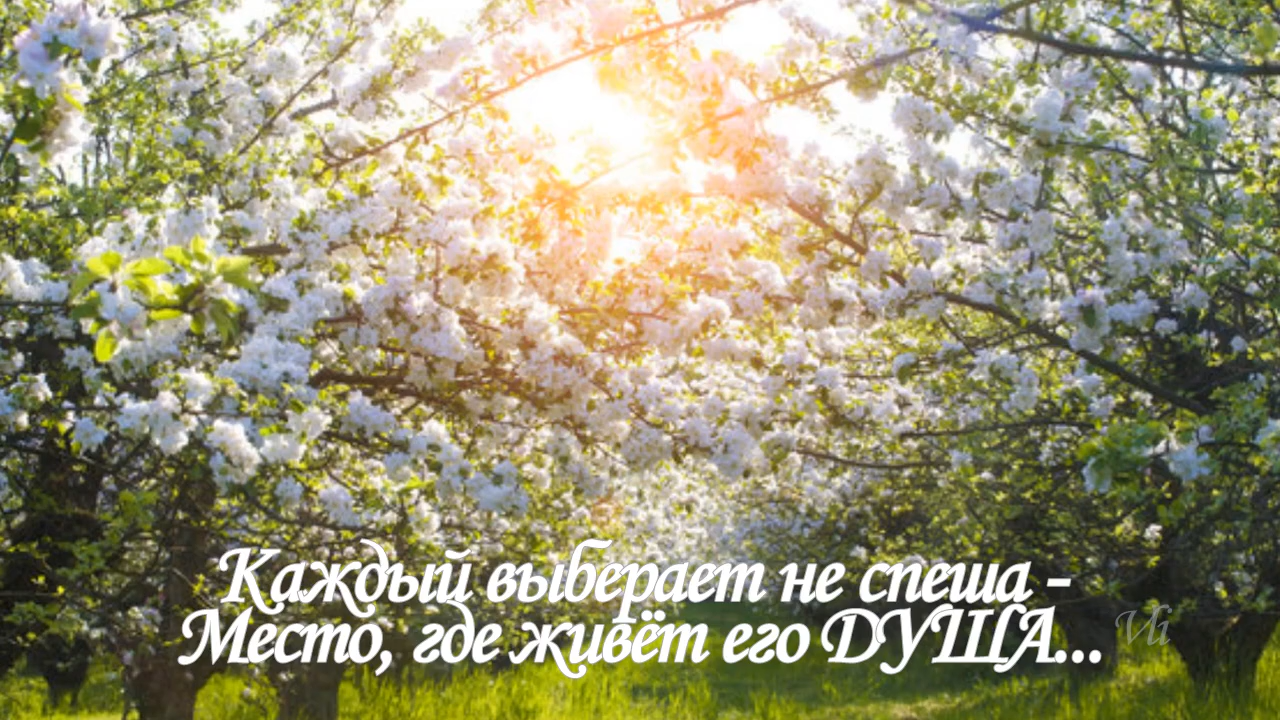 Каждый выберает не спеша -
Место, где живёт его ДУША...